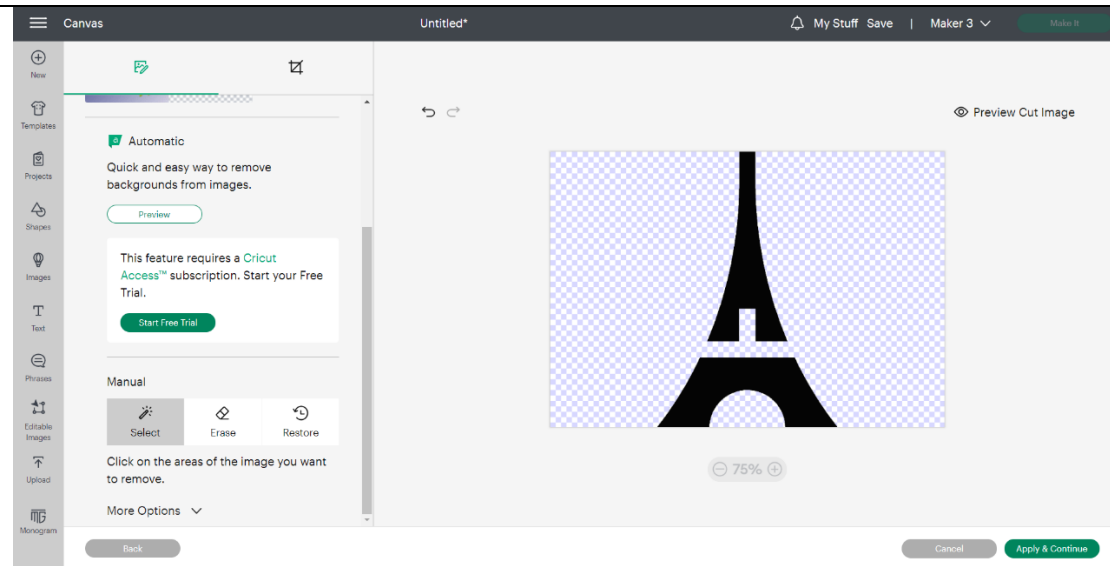 Canvas
Untitled*
My Stuff Save | Maker 3
Make It
New
Templates
Projects
Shapes
Images
Text
Phrases
Editable
Images
Upload
Monogram
Automatic
Quick and easy way to remove
backgrounds from images.
Preview
This feature requires a Cricut
Access™ subscription. Start your Free
Trial.
Start Free Trial
Manual
Select Erase Restore
Click on the areas of the image you want
to remove.
More Options
Preview Cut Image
75%
Back
Cancel
Apply & Continue